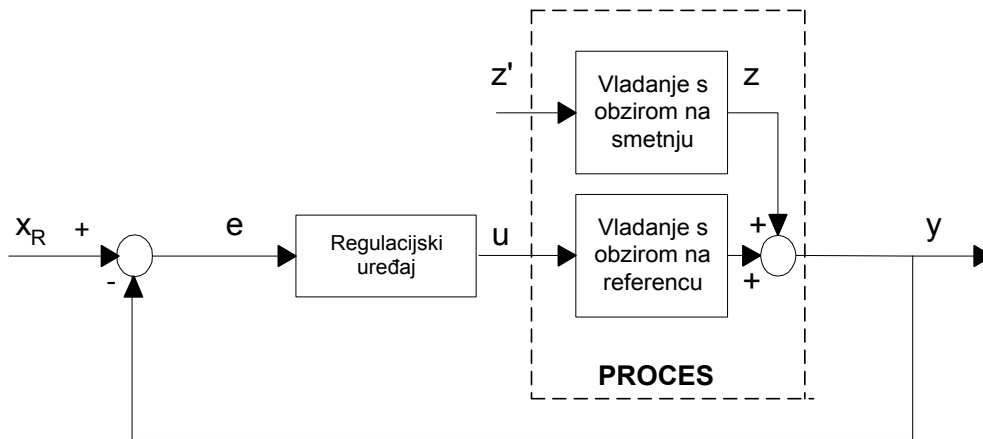 z'
Vladanje s
obzirom na
smetnju
z
x_R
+
-
e
Regulacijski
uređaj
u
Vladanje s
obzirom na
referencu
+
+
y
PROCES